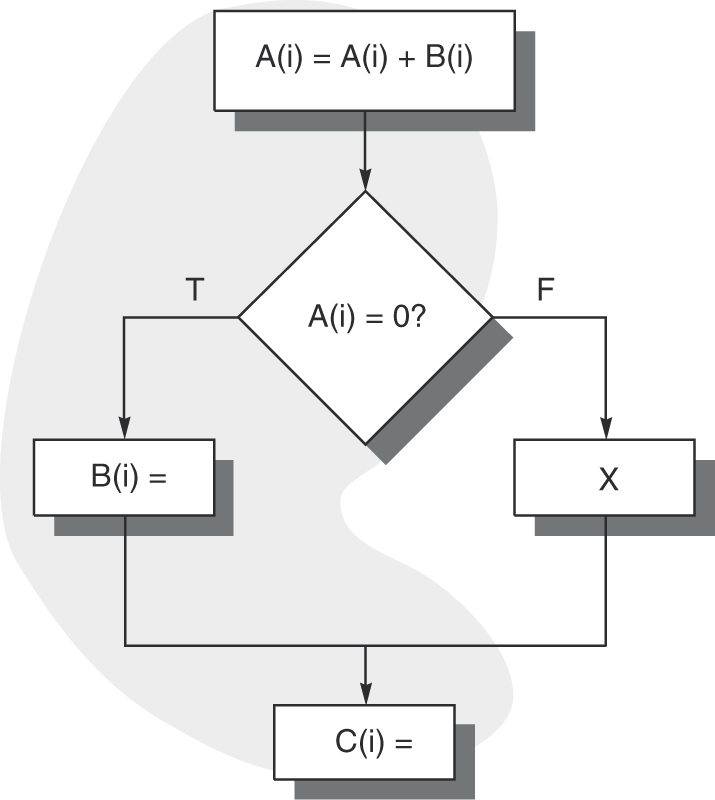 A(i) = A(i) + B(i)
T
F
A(i) = 0?
B(i) =
X
C(i) =